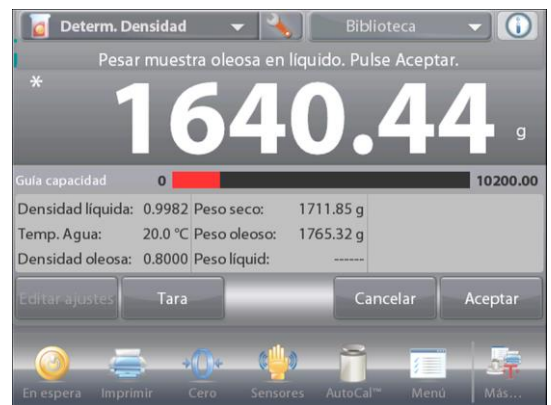 Determ. Densidad
Biblioteca
Pesar muestra oleosa en líquido. Pulse Aceptar.
* 1640.44 g
Guía capacidad 0 10200.00
Densidad líquida: 0.9982 Peso seco: 1711.85 g
Temp. Agua: 20.0 °C Peso oleoso: 1765.32 g
Densidad oleosa: 0.8000 Peso líquid: ------
Editar ajustes Tara Cancelar Aceptar
En espera Imprimir Cero Sensores AutoCal™ Menú Más...